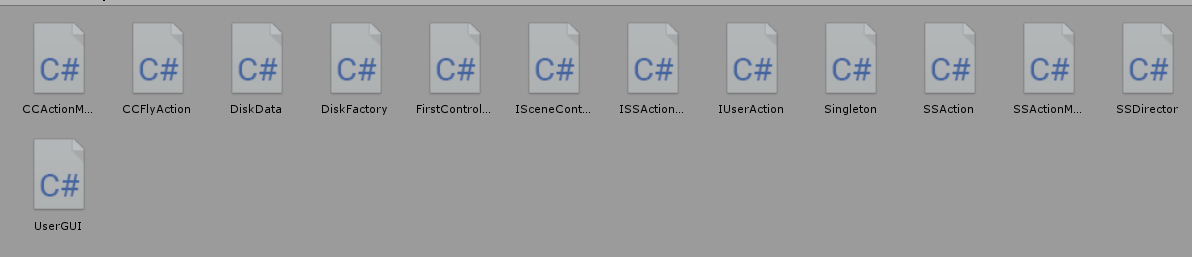 C# C# C# C# C# C# C# C# C# C# C# C#
CCActionM... CCFlyAction DiskData DiskFactory FirstControl... ISceneCont... ISSAction... IUserAction Singleton SSAction SSActionM... SSDirector
C#
UserGUI